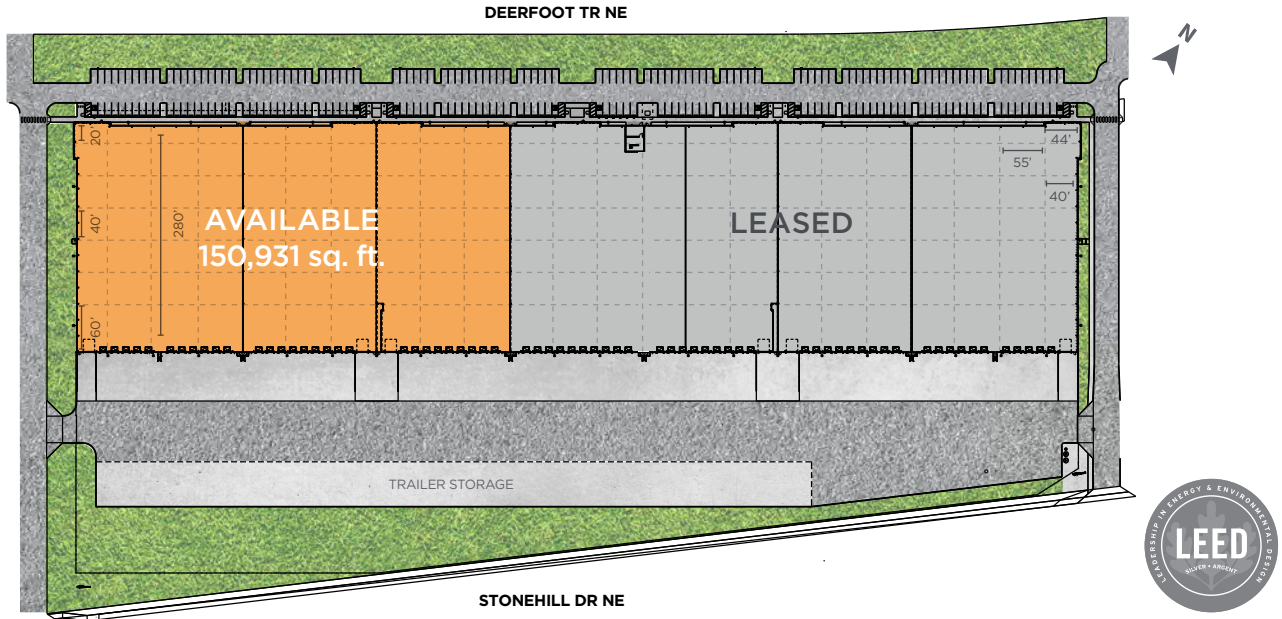 DEERFOOT TR NE
N
20'
44'
55'
40'
280'
40'
AVAILABLE
150,931 sq. ft.
LEASED
60'
TRAILER STORAGE
STONEHILL DR NE
LEADERSHIP IN ENERGY & ENVIRONMENTAL DESIGN
LEED
SILVER • ARGENT